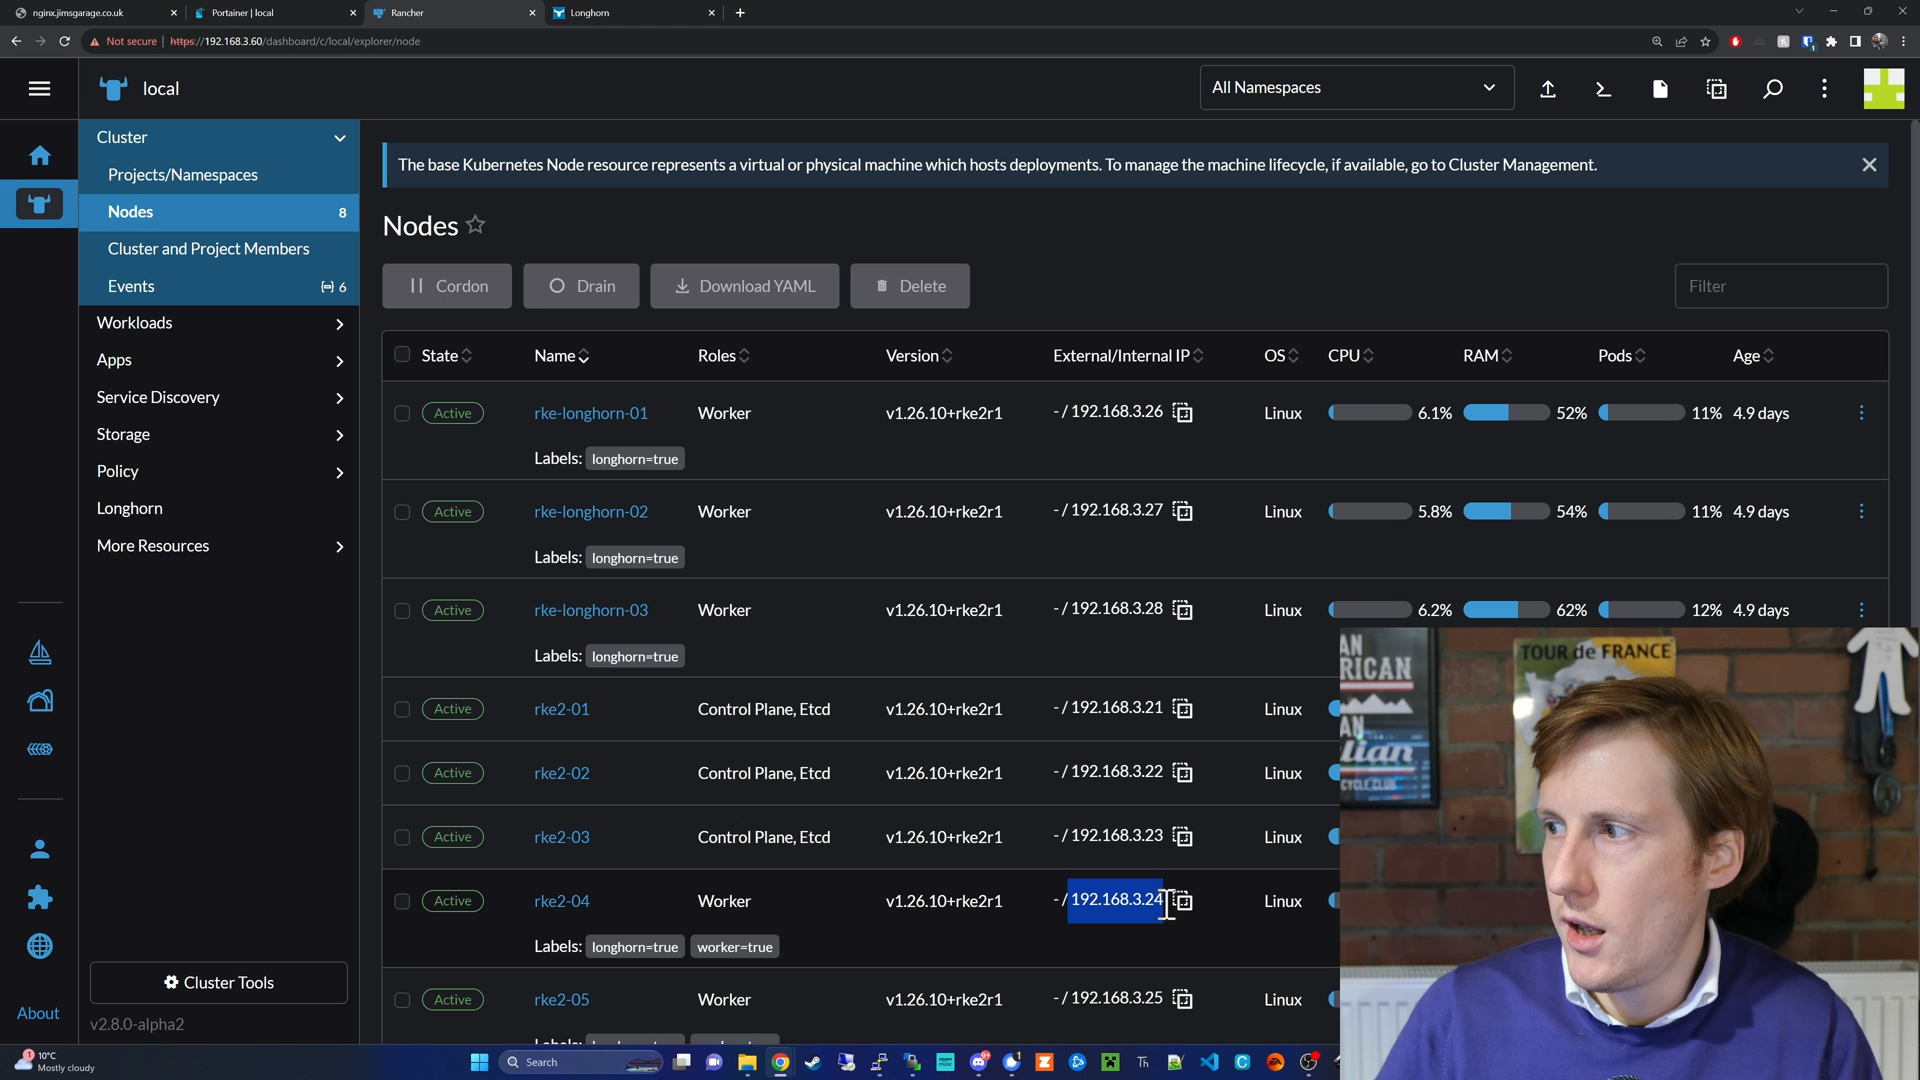 nginx.jimsgarage.co.uk
Portainer | local
Rancher
Longhorn
Not secure
https://192.168.3.60/dashboard/c/local/explorer/node
local
All Namespaces
Cluster
Projects/Namespaces
Nodes 8
Cluster and Project Members
Events 6
Workloads
Apps
Service Discovery
Storage
Policy
Longhorn
More Resources
Cluster Tools
About
v2.8.0-alpha2
The base Kubernetes Node resource represents a virtual or physical machine which hosts deployments. To manage the machine lifecycle, if available, go to Cluster Management.
Nodes
Cordon Drain Download YAML Delete Filter
State Name Roles Version External/Internal IP OS CPU RAM Pods Age
Active rke-longhorn-01 Worker v1.26.10+rke2r1 - / 192.168.3.26 Linux 6.1% 52% 11% 4.9 days
Labels: longhorn=true
Active rke-longhorn-02 Worker v1.26.10+rke2r1 - / 192.168.3.27 Linux 5.8% 54% 11% 4.9 days
Labels: longhorn=true
Active rke-longhorn-03 Worker v1.26.10+rke2r1 - / 192.168.3.28 Linux 6.2% 62% 12% 4.9 days
Labels: longhorn=true
Active rke2-01 Control Plane, Etcd v1.26.10+rke2r1 - / 192.168.3.21 Linux
Active rke2-02 Control Plane, Etcd v1.26.10+rke2r1 - / 192.168.3.22 Linux
Active rke2-03 Control Plane, Etcd v1.26.10+rke2r1 - / 192.168.3.23 Linux
Active rke2-04 Worker v1.26.10+rke2r1 - / 192.168.3.24 Linux
Labels: longhorn=true worker=true
Active rke2-05 Worker v1.26.10+rke2r1 - / 192.168.3.25 Linux
TOUR de FRANCE
10°C
Mostly cloudy
Search